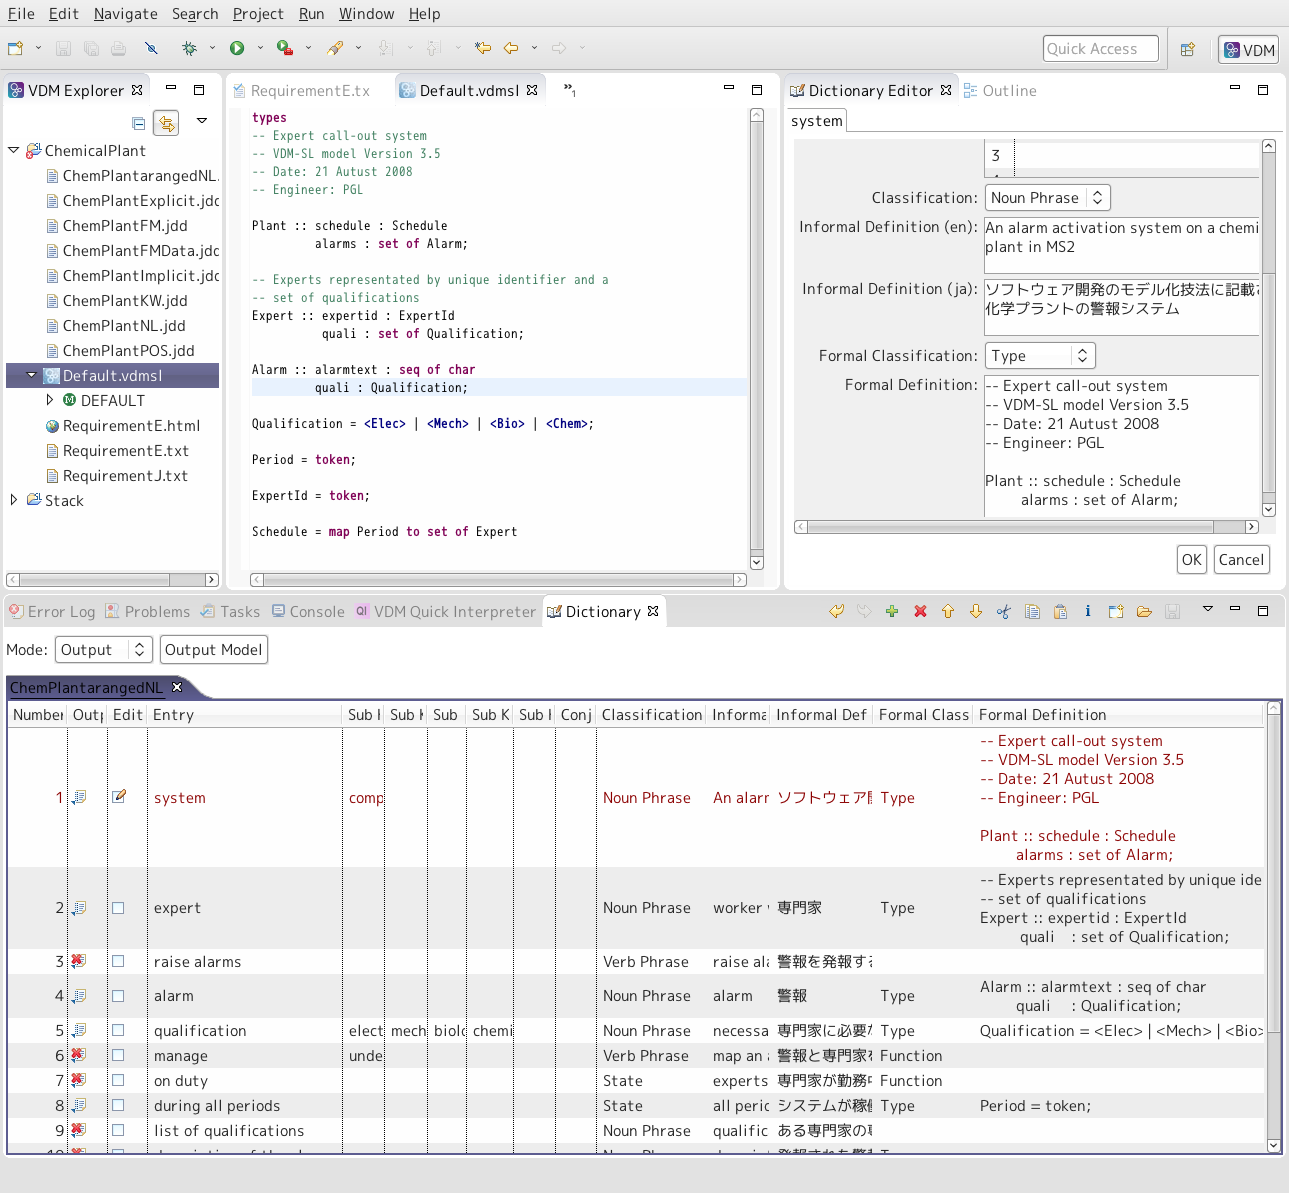 File Edit Navigate Search Project Run Window Help
Quick Access
VDM
VDM Explorer
ChemicalPlant
ChemPlantarangedNL.
ChemPlantExplicit.jdd
ChemPlantFM.jdd
ChemPlantFMData.jdd
ChemPlantImplicit.jdd
ChemPlantKW.jdd
ChemPlantNL.jdd
ChemPlantPOS.jdd
Default.vdmsl
DEFAULT
RequirementE.html
RequirementE.txt
RequirementJ.txt
Stack
RequirementE.tx
Default.vdmsl
»1
types
-- Expert call-out system
-- VDM-SL model Version 3.5
-- Date: 21 Autust 2008
-- Engineer: PGL
Plant :: schedule : Schedule
alarms : set of Alarm;
-- Experts representated by unique identifier and a
-- set of qualifications
Expert :: expertid : ExpertId
quali : set of Qualification;
Alarm :: alarmtext : seq of char
quali : Qualification;
Qualification = <Elec> | <Mech> | <Bio> | <Chem>;
Period = token;
ExpertId = token;
Schedule = map Period to set of Expert
Dictionary Editor
Outline
system
3
Classification: Noun Phrase
Informal Definition (en): An alarm activation system on a chemi
plant in MS2
Informal Definition (ja): ソフトウェア開発のモデル化技法に記載
化学プラントの警報システム
Formal Classification: Type
Formal Definition: -- Expert call-out system
-- VDM-SL model Version 3.5
-- Date: 21 Autust 2008
-- Engineer: PGL
Plant :: schedule : Schedule
alarms : set of Alarm;
OK Cancel
Error Log Problems Tasks Console QI VDM Quick Interpreter Dictionary
Mode: Output Output Model
ChemPlantarangedNL
Number Outp Edit Entry Sub K Sub K Sub Sub K Sub K Conj Classification Informa Informal Def Formal Class Formal Definition
-- Expert call-out system
-- VDM-SL model Version 3.5
-- Date: 21 Autust 2008
1 system comp Noun Phrase An alarr ソフトウェア開 Type -- Engineer: PGL
Plant :: schedule : Schedule
alarms : set of Alarm;
-- Experts representated by unique ide
-- set of qualifications
2 expert Noun Phrase worker 専門家 Type Expert :: expertid : ExpertId
quali : set of Qualification;
3 raise alarms Verb Phrase raise ala 警報を発報する
4 alarm Noun Phrase alarm 警報 Type Alarm :: alarmtext : seq of char
quali : Qualification;
5 qualification elect mech biolo chemi Noun Phrase necessa 専門家に必要な Type Qualification = <Elec> | <Mech> | <Bio>
6 manage unde Verb Phrase map an 警報と専門家を Function
7 on duty State experts 専門家が勤務中 Function
8 during all periods State all peric システムが稼働 Type Period = token;
9 list of qualifications Noun Phrase qualific ある専門家の専